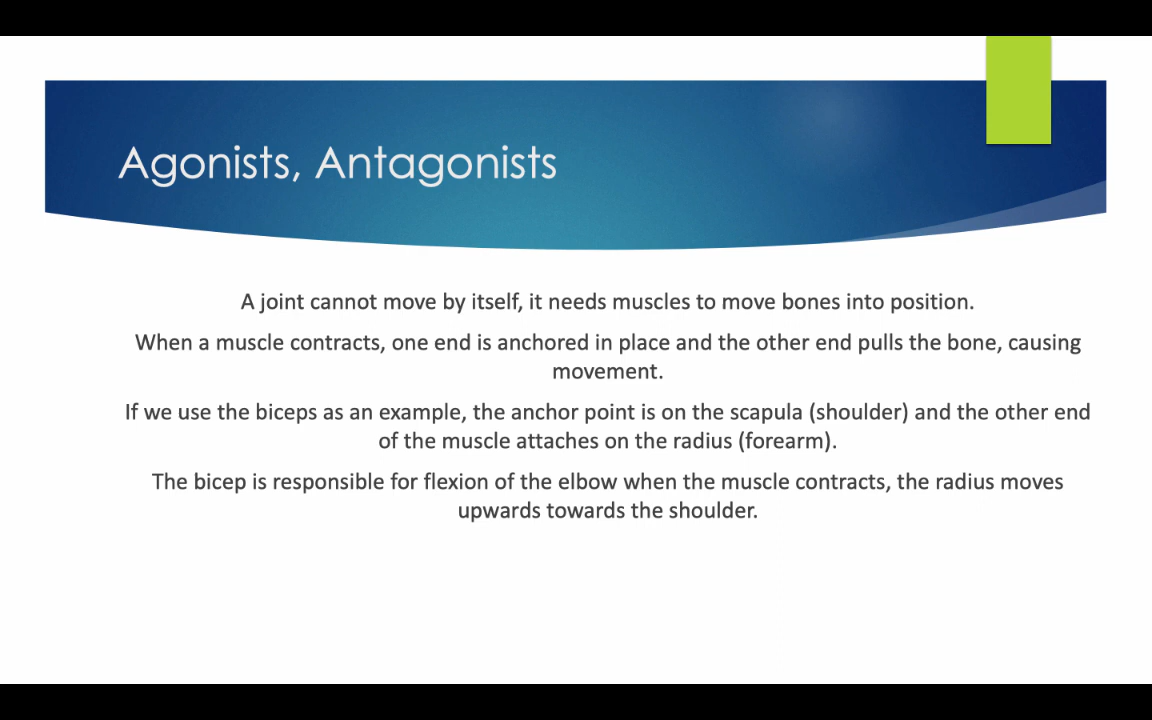 Agonists, Antagonists
A joint cannot move by itself, it needs muscles to move bones into position.
When a muscle contracts, one end is anchored in place and the other end pulls the bone, causing
movement.
If we use the biceps as an example, the anchor point is on the scapula (shoulder) and the other end
of the muscle attaches on the radius (forearm).
The bicep is responsible for flexion of the elbow when the muscle contracts, the radius moves
upwards towards the shoulder.